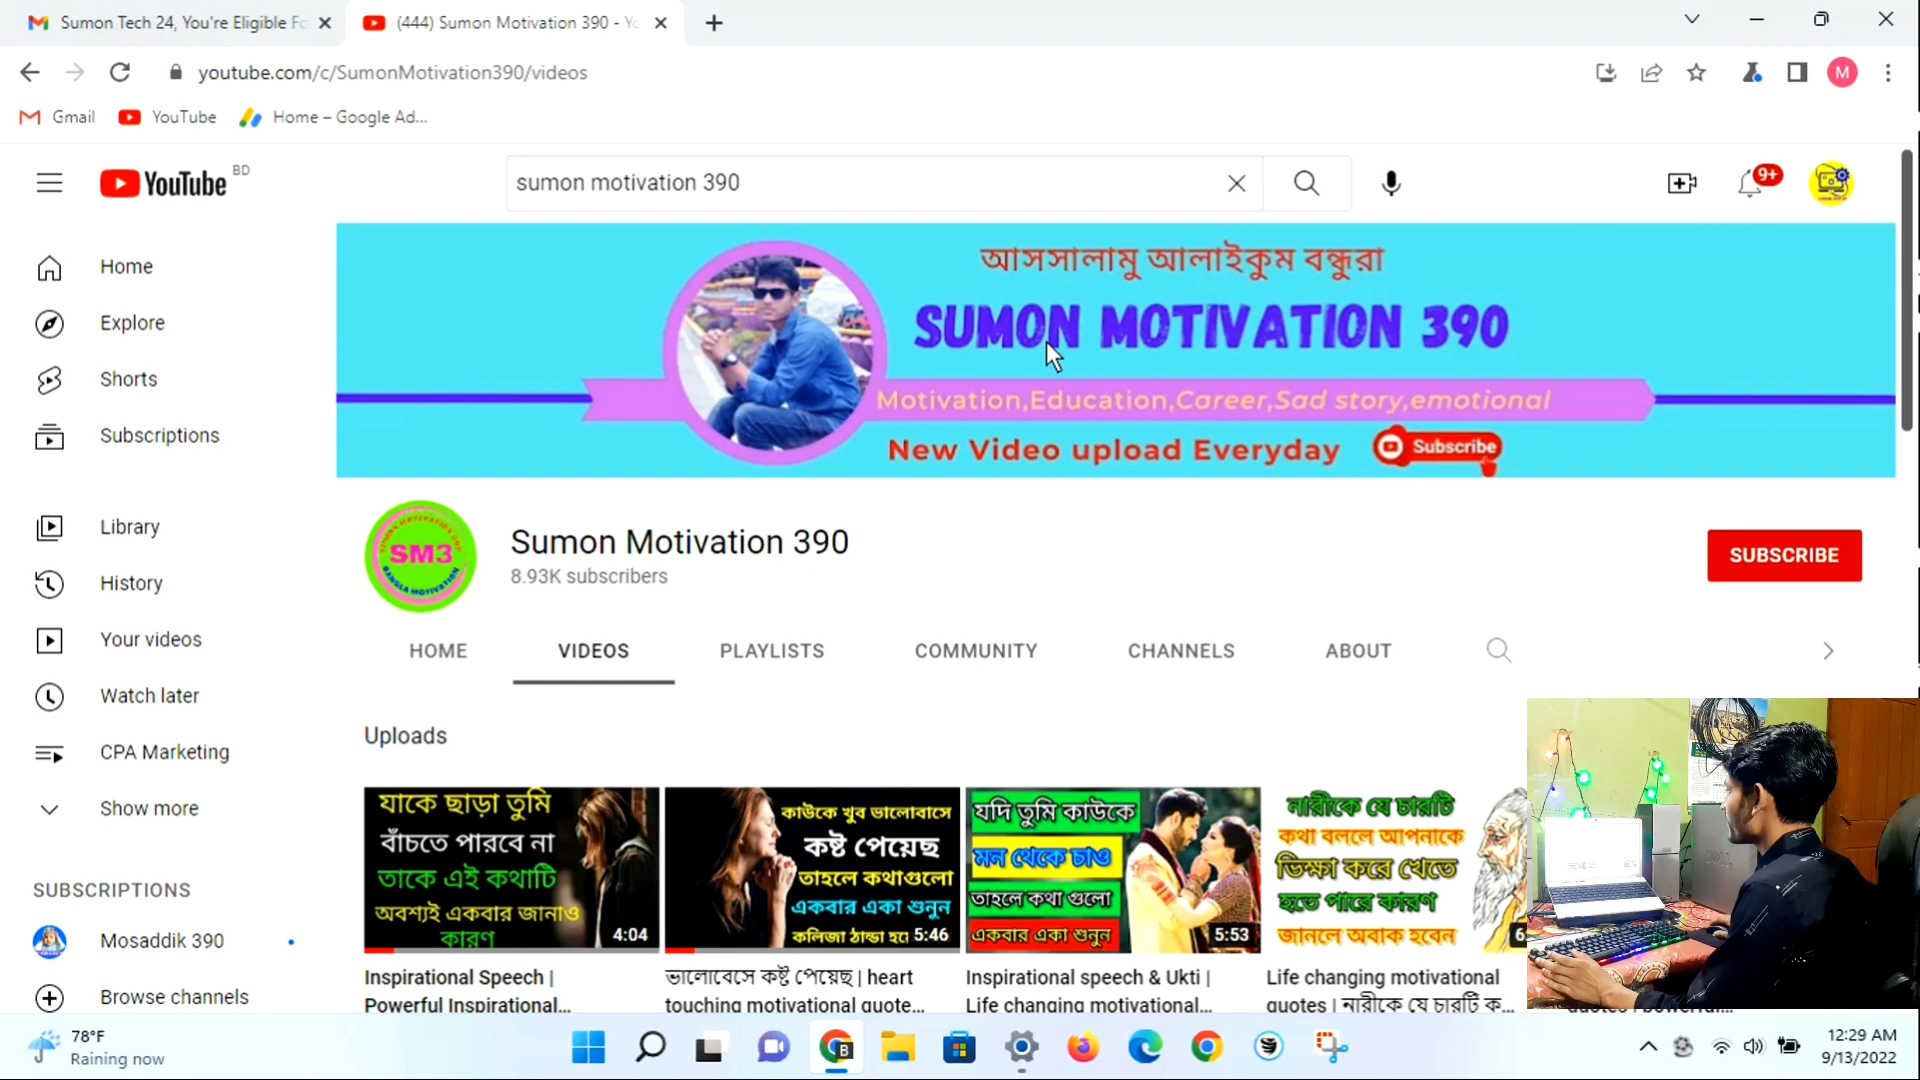 Sumon Tech 24, You're Eligible Fo
(444) Sumon Motivation 390 - Yo
youtube.com/c/SumonMotivation390/videos
M
Gmail
YouTube
Home – Google Ad...
YouTube BD
sumon motivation 390
9+
Home
Explore
Shorts
Subscriptions
Library
History
Your videos
Watch later
CPA Marketing
Show more
SUBSCRIPTIONS
Mosaddik 390
Browse channels
আসসালামু আলাইকুম বন্ধুরা
SUMON MOTIVATION 390
Motivation,Education,Career,Sad story,emotional
New Video upload Everyday
Subscribe
SM3
BANGLA MOTIVATION
Sumon Motivation 390
8.93K subscribers
SUBSCRIBE
HOME
VIDEOS
PLAYLISTS
COMMUNITY
CHANNELS
ABOUT
Uploads
যাকে ছাড়া তুমি
বাঁচতে পারবে না
তাকে এই কথাটি
অবশ্যই একবার জানাও
কারণ
4:04
Inspirational Speech |
Powerful Inspirational...
কাউকে খুব ভালোবাসে
কষ্ট পেয়েছ
তাহলে কথাগুলো
একবার একা শুনুন
কলিজা ঠান্ডা হবে
5:46
ভালোবেসে কষ্ট পেয়েছ | heart
touching motivational quote...
যদি তুমি কাউকে
মন থেকে চাও
তাহলে কথা গুলো
একবার একা শুনুন
5:53
Inspirational speech & Ukti |
Life changing motivational...
নারীকে যে চারটি
কথা বললে আপনাকে
ভিক্ষা করে খেতে
হতে পারে কারণ
জানলে অবাক হবেন
Life changing motivational
quotes | নারীকে যে চারটি ক...
78°F
Raining now
12:29 AM
9/13/2022